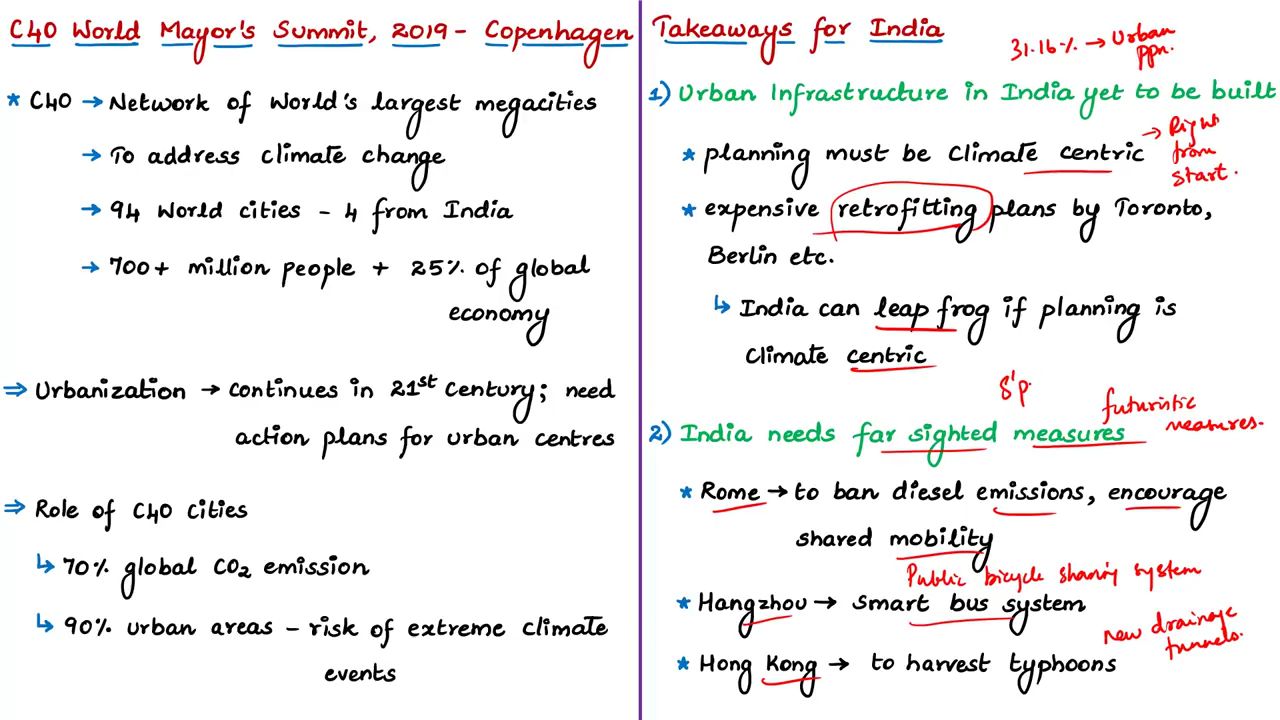 C40 World Mayor's Summit, 2019 - Copenhagen
* C40 → Network of World's largest megacities
→ To address climate change
→ 94 World cities - 4 from India
→ 700+ million people + 25% of global
economy
⇒ Urbanization → continues in 21st Century; need
action plans for urban centres
⇒ Role of C40 cities
↳ 70% global CO2 emission
↳ 90% urban areas - risk of extreme climate
events
Takeaways for India
31.16% → Urban
ppn.
1) Urban Infrastructure in India yet to be built
* planning must be Climate centric
→ Right
from
start.
* expensive retrofitting plans by Toronto,
Berlin etc.
↳ India can leap frog if planning is
Climate centric
2) India needs far sighted measures
futuristic
measures.
* Rome → to ban diesel emissions, encourage
shared mobility
Public bicycle sharing system
* Hangzhou → smart bus system
new drainage
tunnels.
* Hong Kong → to harvest typhoons